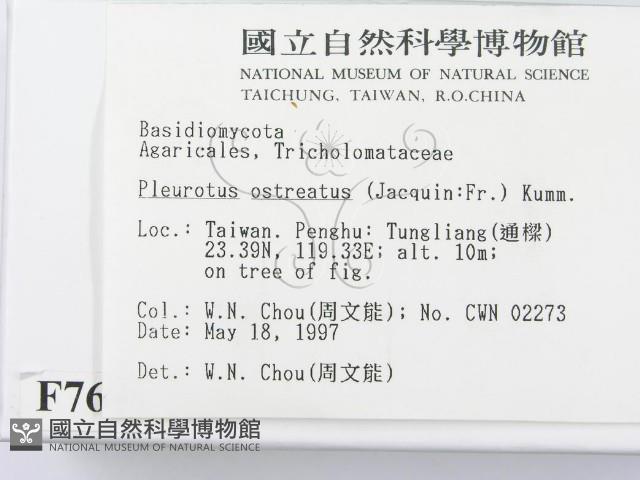 國立自然科學博物館
NATIONAL MUSEUM OF NATURAL SCIENCE
TAICHUNG, TAIWAN, R.O.CHINA
Basidiomycota
Agaricales, Tricholomataceae
Pleurotus ostreatus (Jacquin:Fr.) Kumm.
Loc.: Taiwan. Penghu: Tungliang(通樑)
23.39N, 119.33E; alt. 10m;
on tree of fig.
Col.: W.N. Chou(周文能); No. CWN 02273
Date: May 18, 1997
Det.: W.N. Chou(周文能)
F76
國立自然科學博物館
NATIONAL MUSEUM OF NATURAL SCIENCE